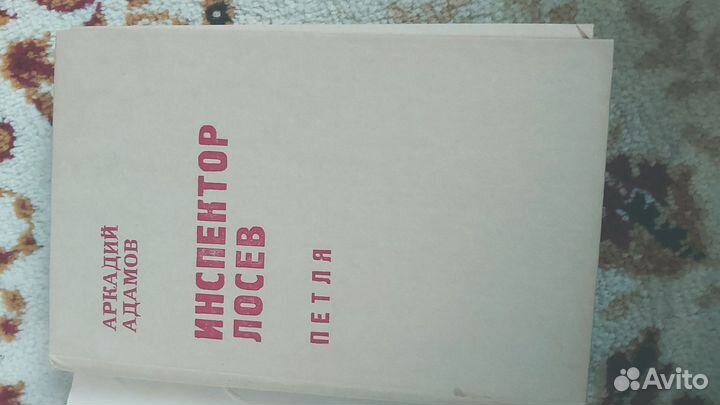 АРКАДИЙ
АДАМОВ
ИНСПЕКТОР
ЛОСЕВ
ПЕТЛЯ
Avito